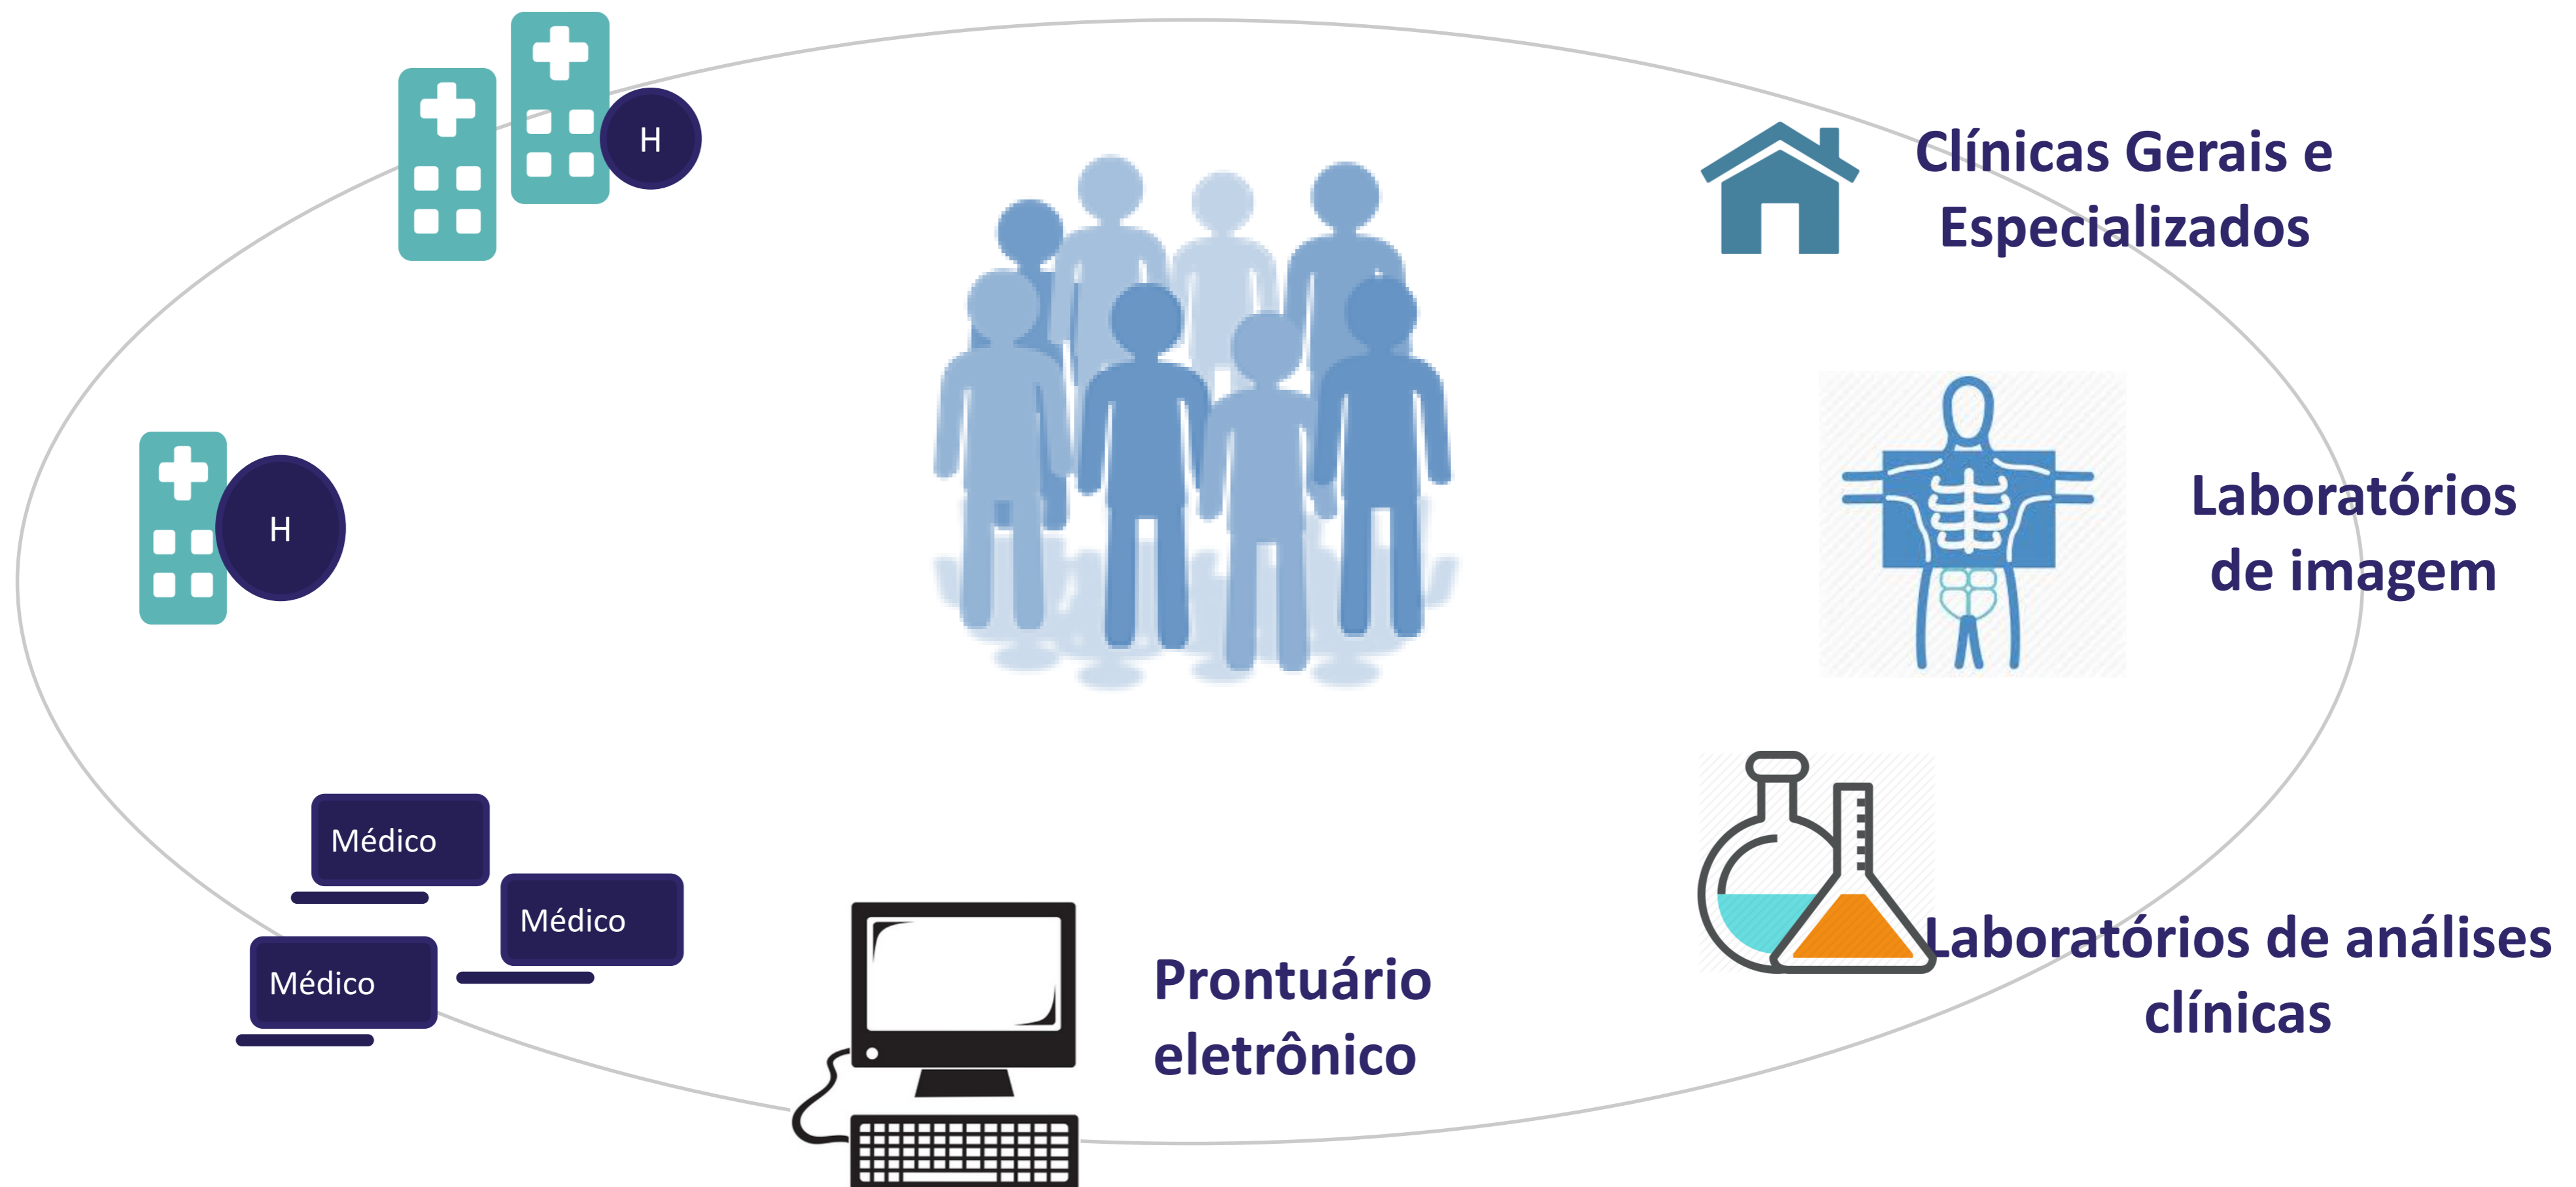 H
Clínicas Gerais e
Especializados
H
Laboratórios
de imagem
Médico
Médico
Médico
Prontuário
eletrônico
Laboratórios de análises
clínicas